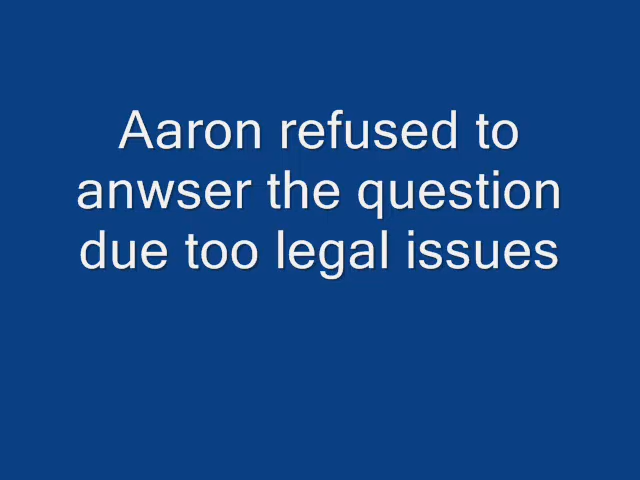 Aaron refused to
anwser the question
due too legal issues